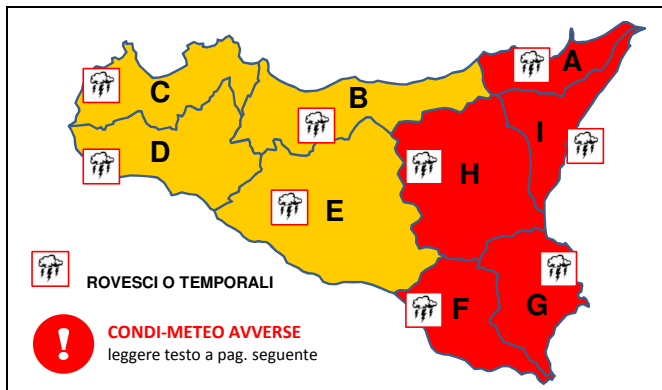 A
C
B
I
D
H
E
F
G
ROVESCI O TEMPORALI
!
CONDI-METEO AVVERSE
leggere testo a pag. seguente